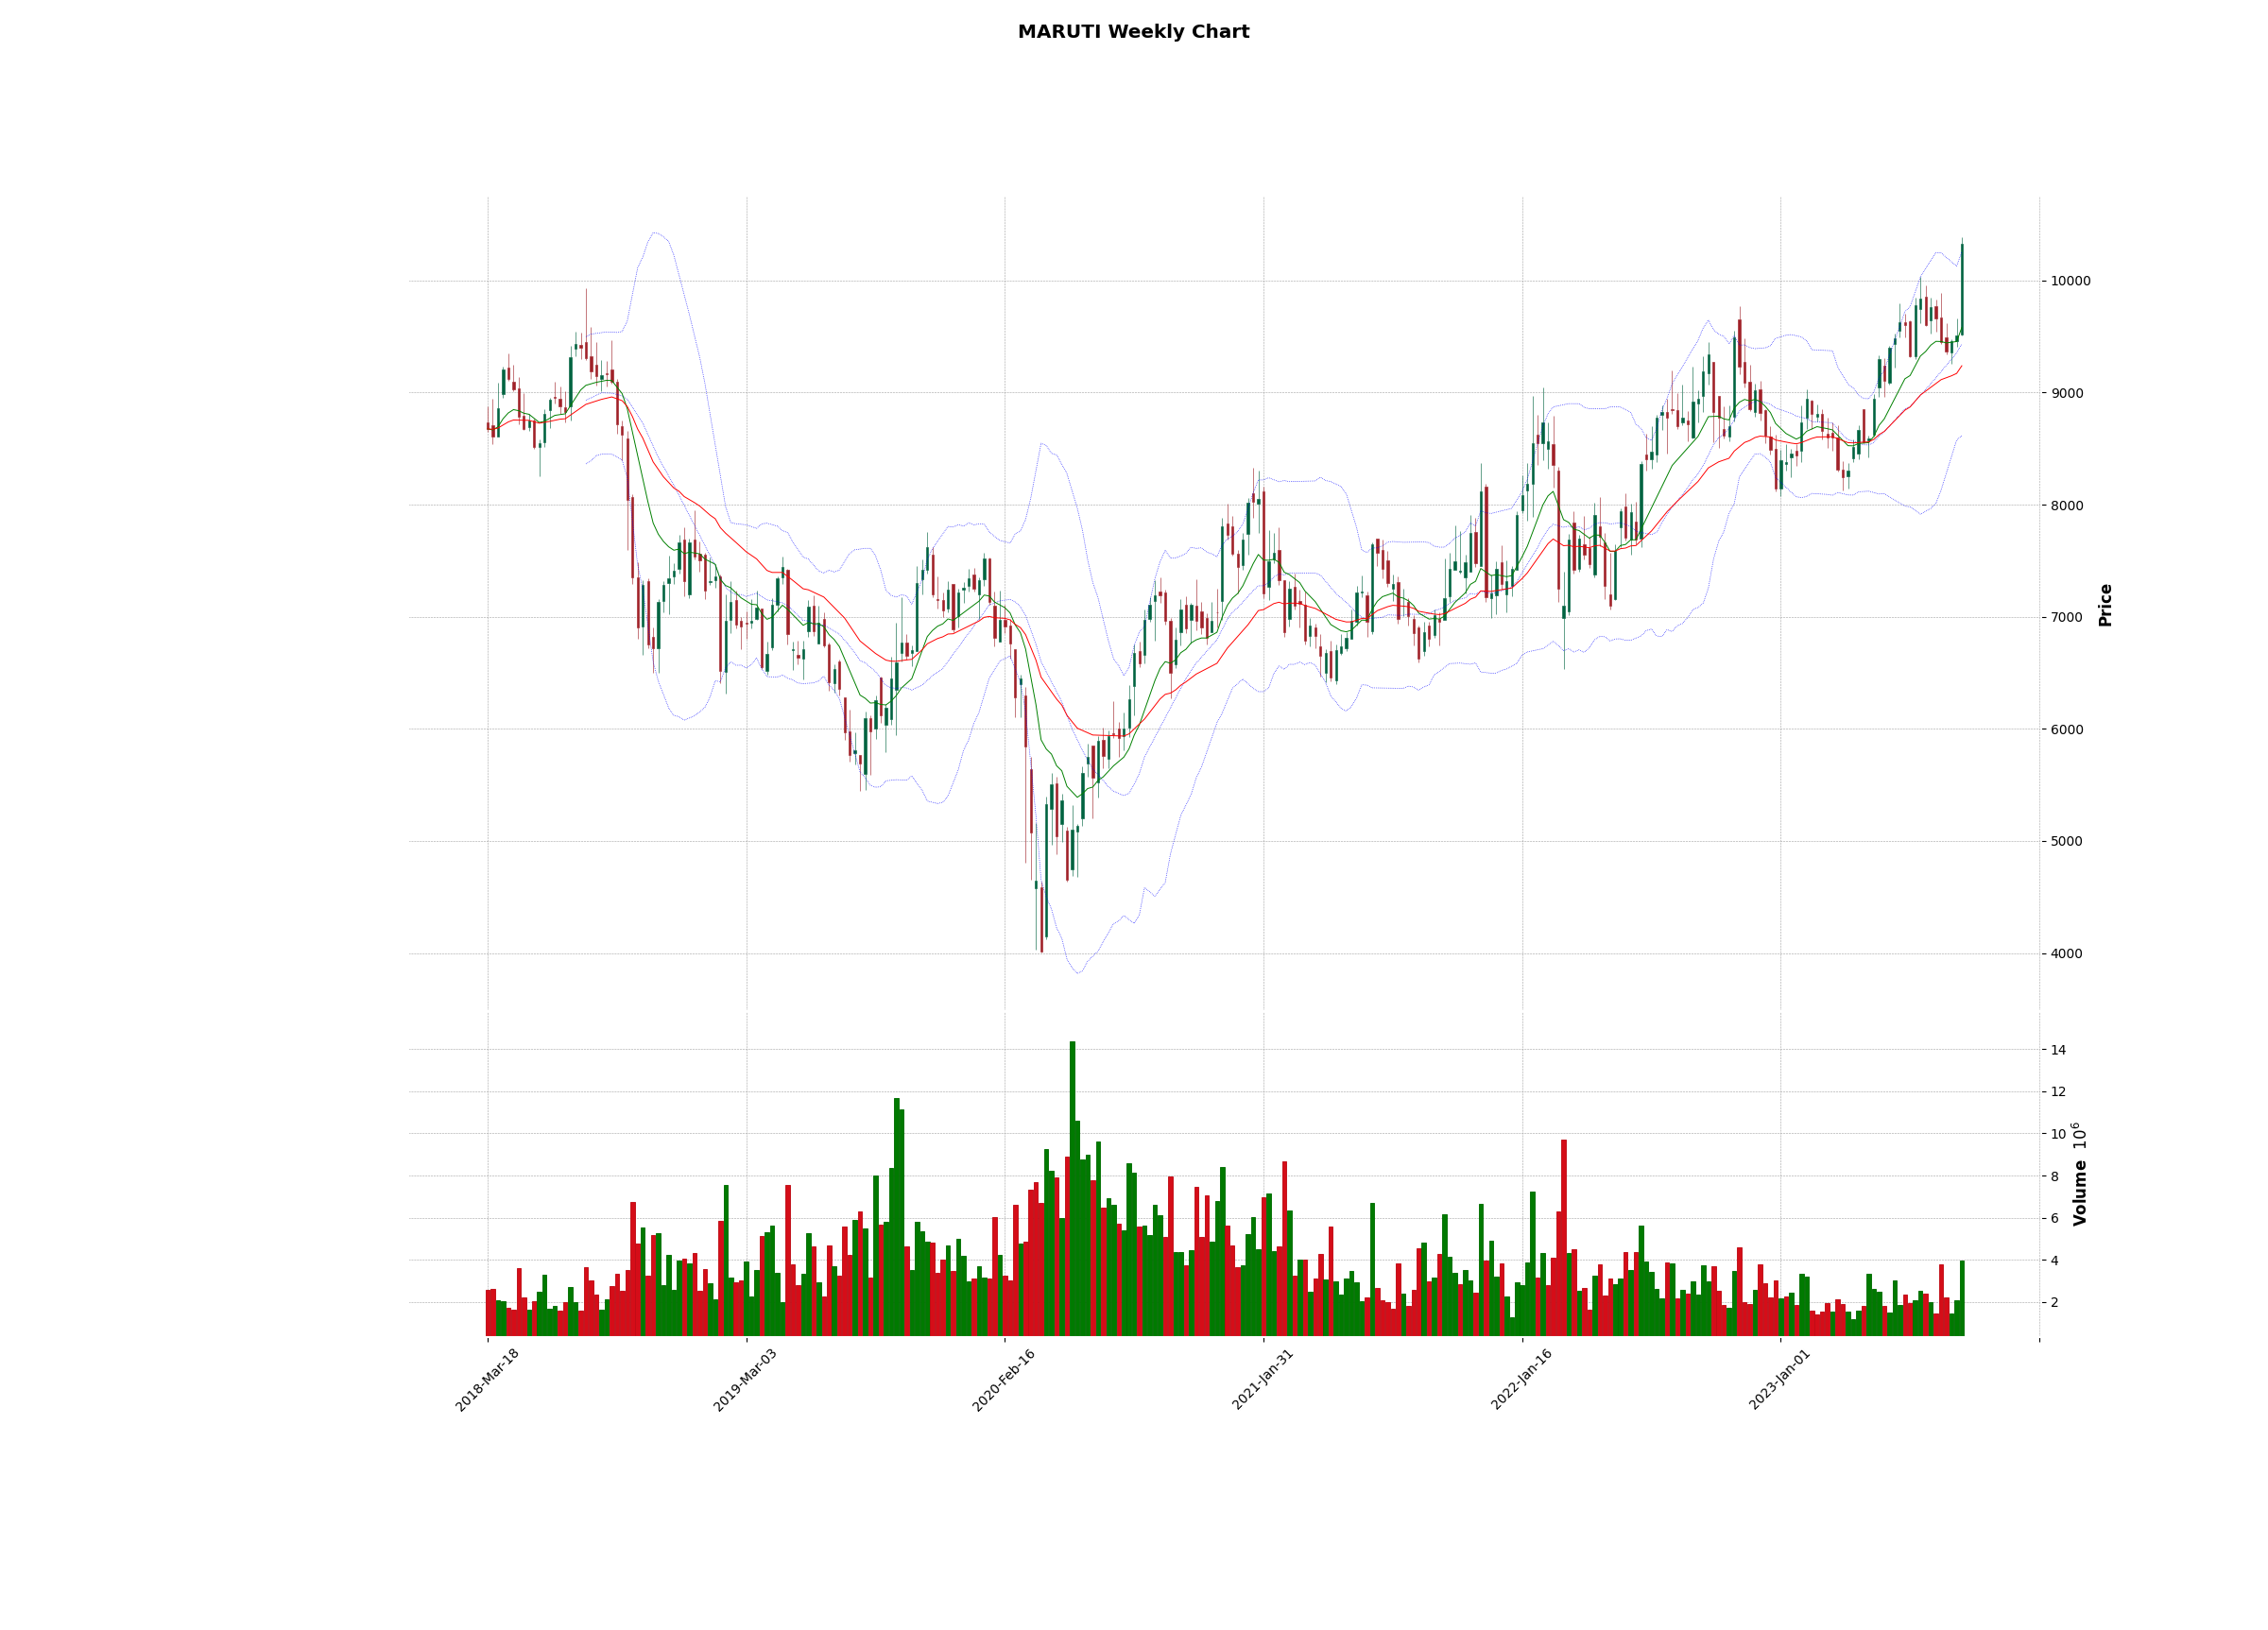 MARUTI Weekly Chart
10000
9000
8000
7000
6000
5000
4000
Price
14
12
10
8
6
4
2
Volume 10^6
2018-Mar-18
2019-Mar-03
2020-Feb-16
2021-Jan-31
2022-Jan-16
2023-Jan-01